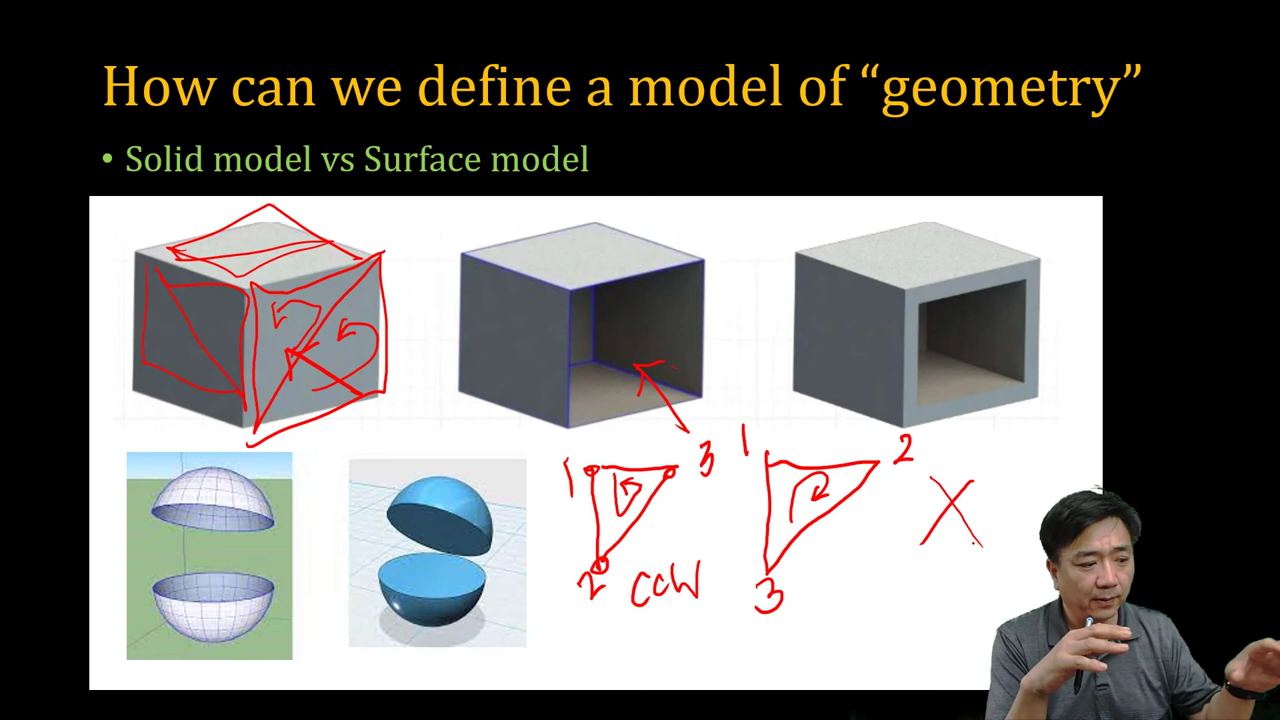 How can we define a model of “geometry”
• Solid model vs Surface model
1 3
2 CCW
1 2
3
X